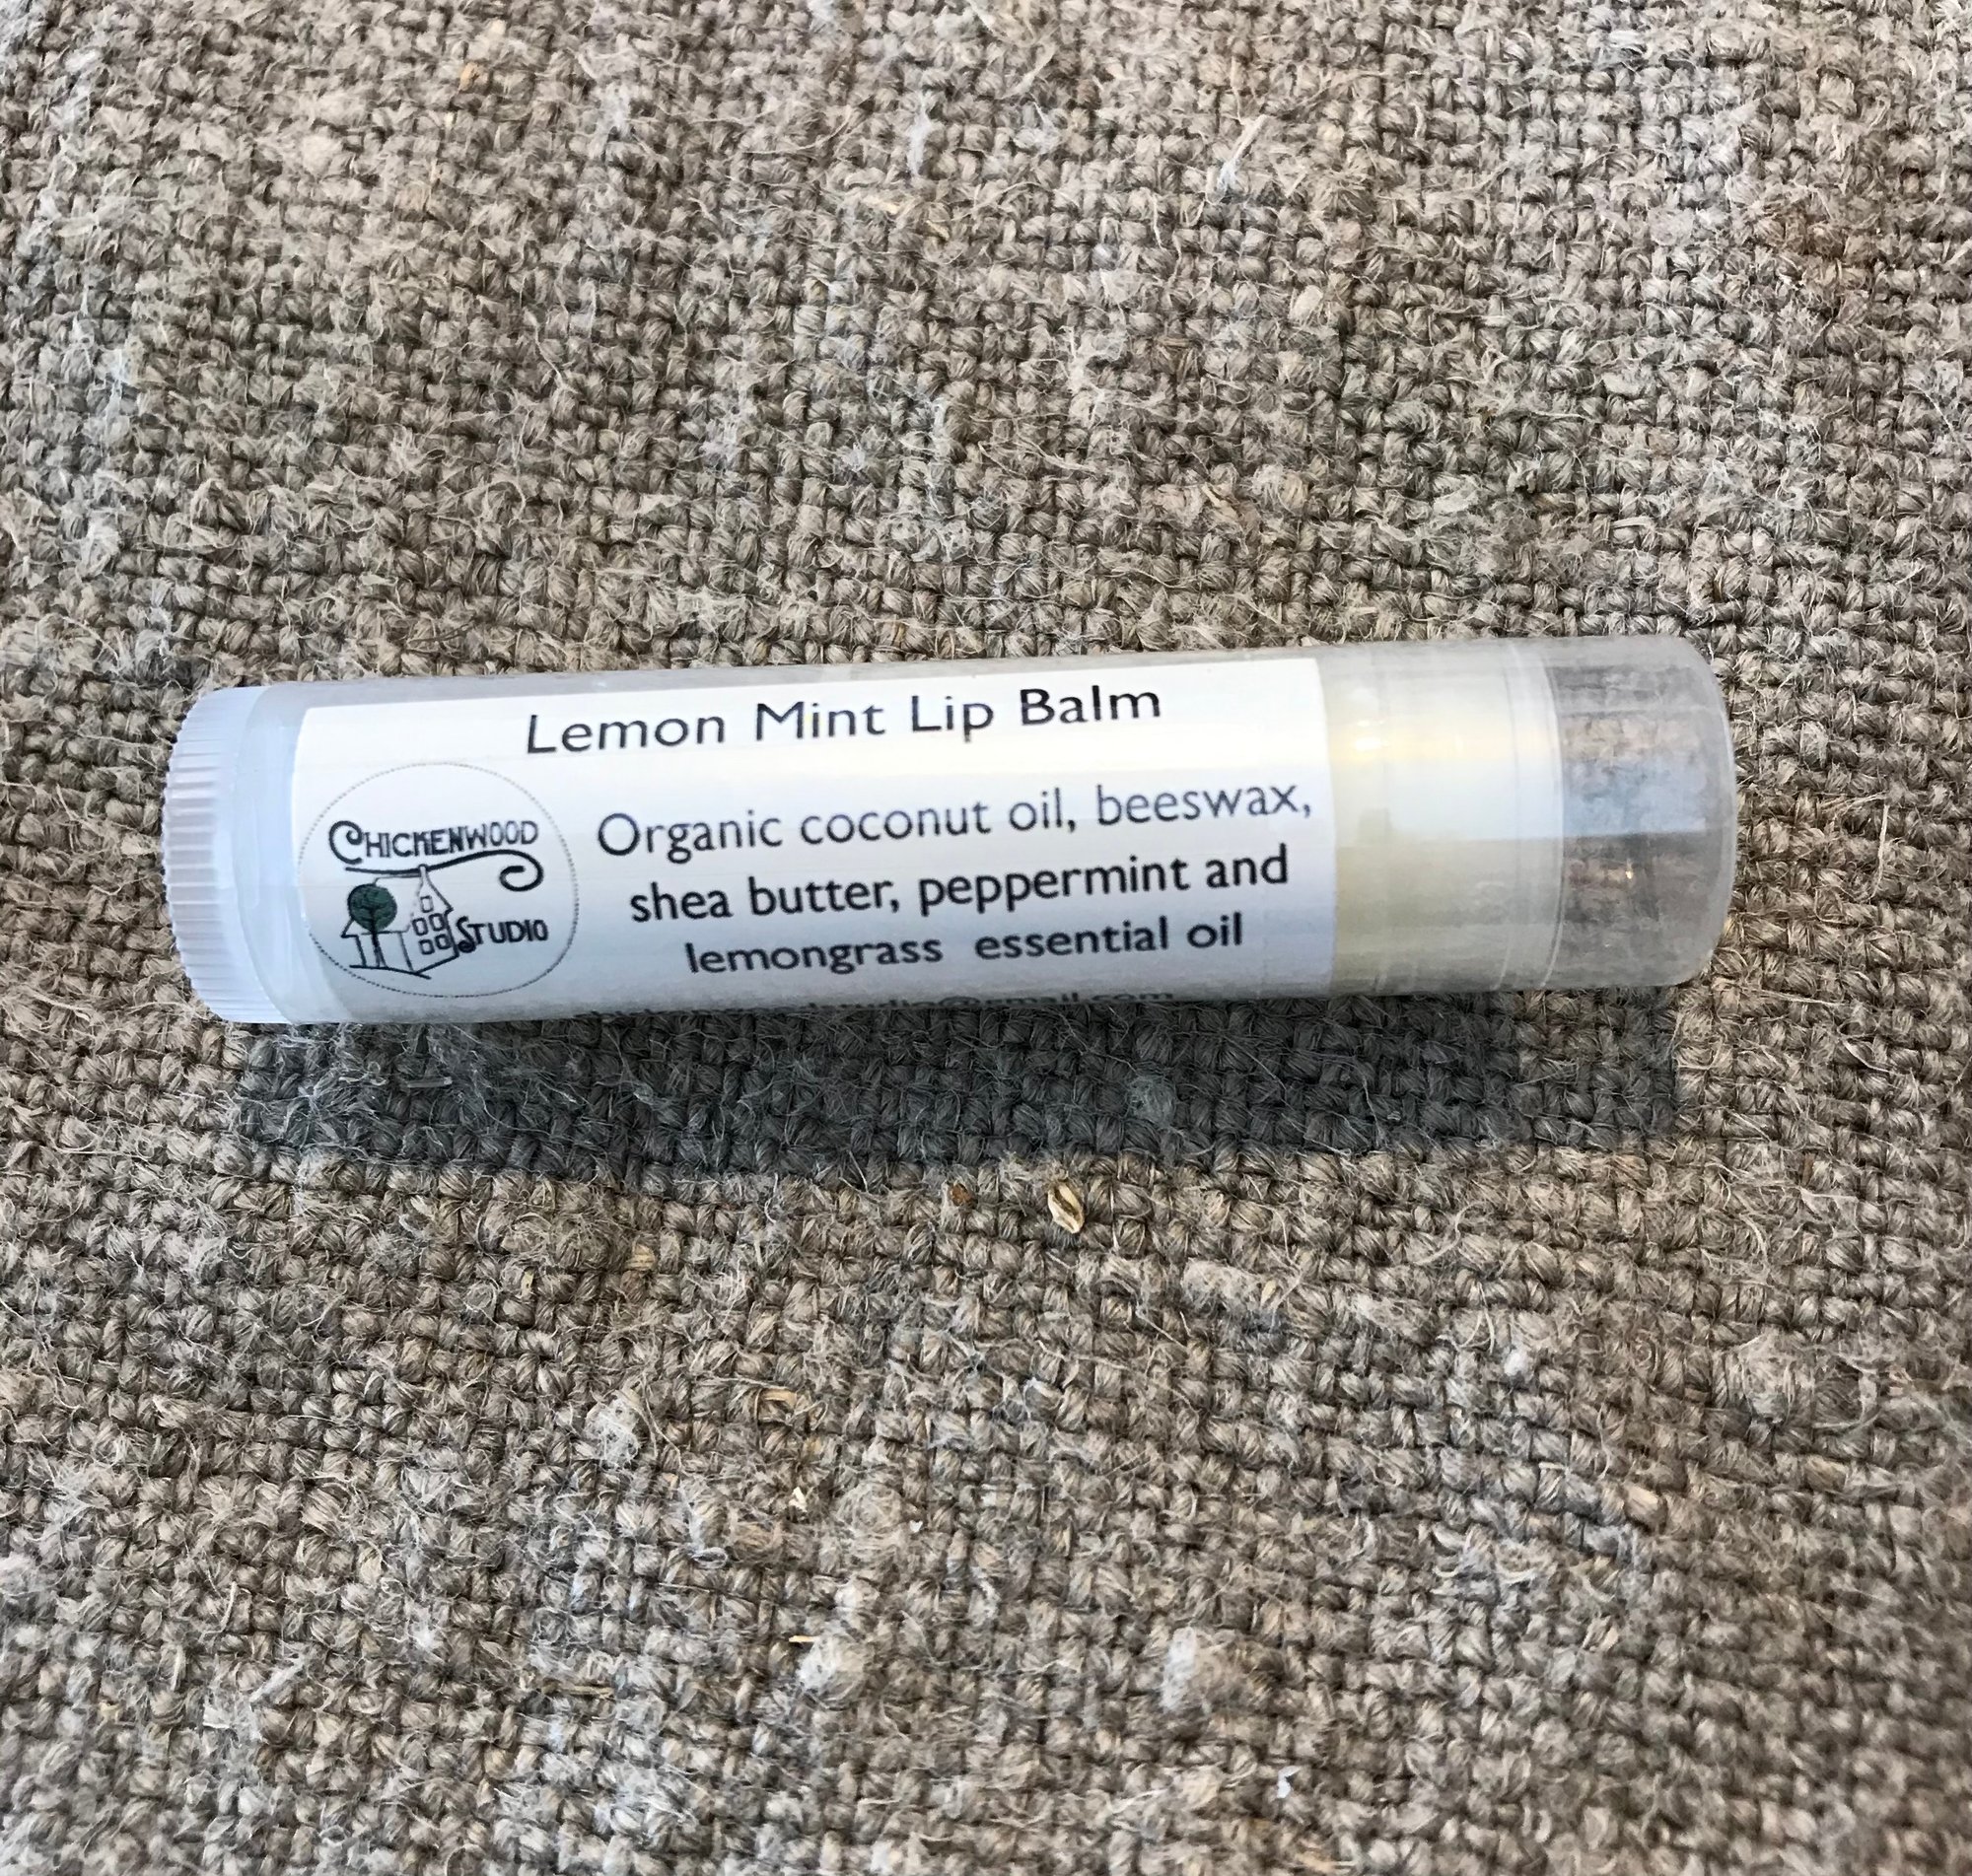 Lemon Mint Lip Balm
CHICKENWOOD
STUDIO
Organic coconut oil, beeswax,
shea butter, peppermint and
lemongrass essential oil